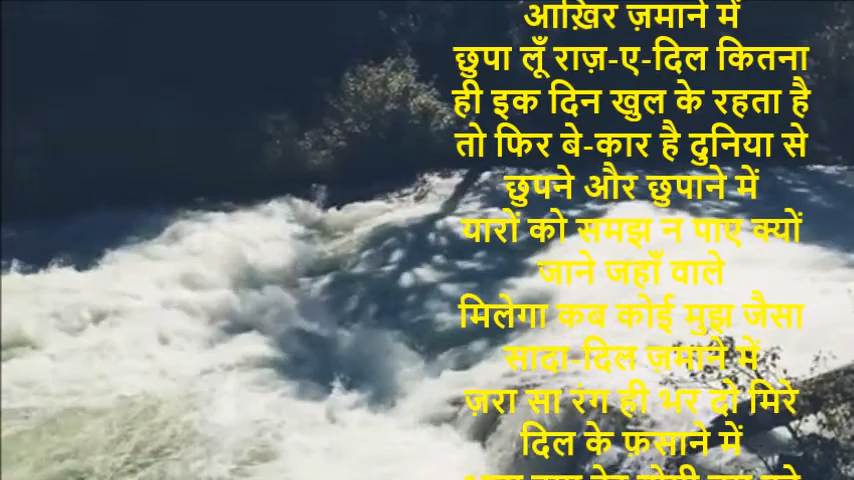 आख़िर ज़माने में
छुपा लूँ राज़-ए-दिल कितना
ही इक दिन खुल के रहता है
तो फिर बे-कार है दुनिया से
छुपने और छुपाने में
यारों को समझ न पाए क्यों
जाने जहाँ वाले
मिलेगा कब कोई मुझ जैसा
सादा-दिल ज़माने में
ज़रा सा रंग ही भर दो मिरे
दिल के फ़साने में